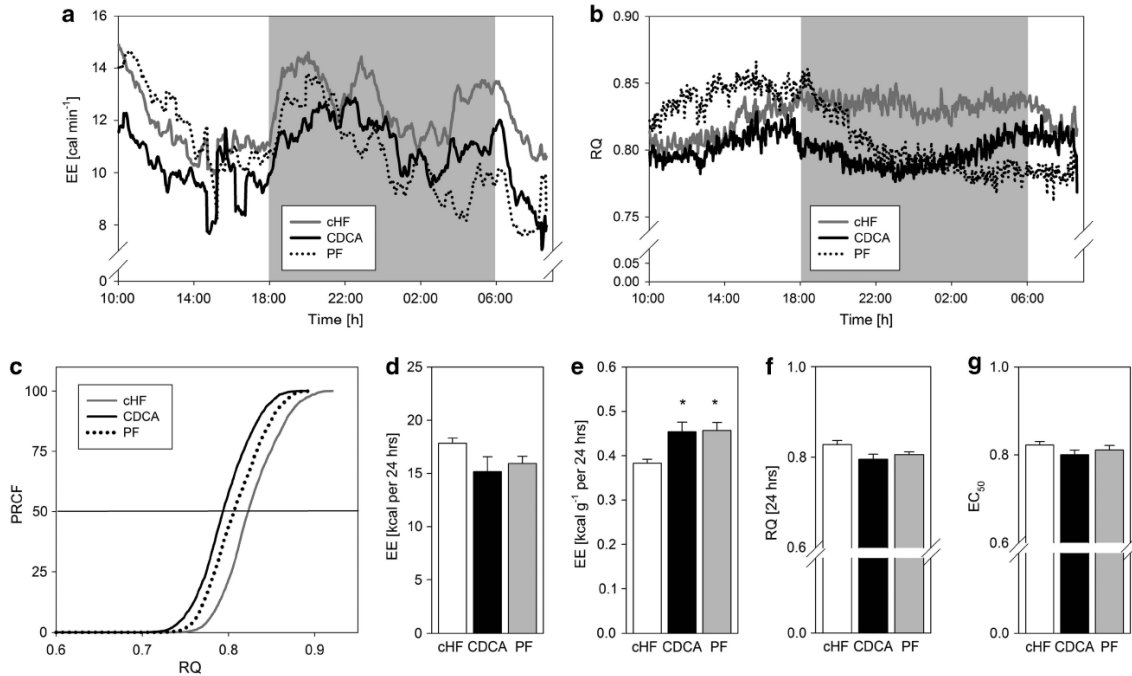 a
EE [cal min⁻¹]
16
14
12
10
8
0
cHF
CDCA
PF
10:00 14:00 18:00 22:00 02:00 06:00
Time [h]
b
RQ
0.90
0.85
0.80
0.75
0.05
0.00
cHF
CDCA
PF
10:00 14:00 18:00 22:00 02:00 06:00
Time [h]
c
PRCF
100
75
50
25
0
cHF
CDCA
PF
0.6 0.7 0.8 0.9
RQ
d
EE [kcal per 24 hrs]
25
20
15
10
5
0
cHF CDCA PF
e
EE [kcal g⁻¹ per 24 hrs]
0.6
0.5
0.4
0.3
0.2
0.1
0.0
* *
cHF CDCA PF
f
RQ [24 hrs]
1.0
0.8
0.6
0.0
cHF CDCA PF
g
EC₅₀
1.0
0.8
0.6
0.0
cHF CDCA PF